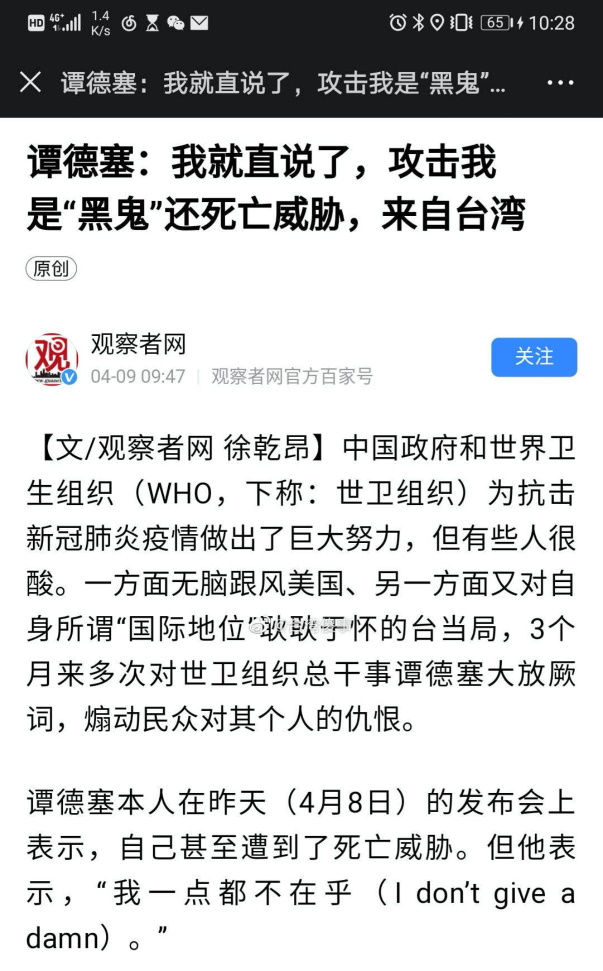 HD 4G+ 1.4 K/s 65 10:28
谭德塞：我就直说了，攻击我是“黑鬼”...
谭德塞：我就直说了，攻击我
是“黑鬼”还死亡威胁，来自台湾
原创
观
观察者网
04-09 09:47 | 观察者网官方百家号
关注
【文/观察者网 徐乾昂】中国政府和世界卫
生组织（WHO，下称：世卫组织）为抗击
新冠肺炎疫情做出了巨大努力，但有些人很
酸。一方面无脑跟风美国、另一方面又对自
身所谓“国际地位”耿耿于怀的台当局，3个
月来多次对世卫组织总干事谭德塞大放厥
词，煽动民众对其个人的仇恨。
谭德塞本人在昨天（4月8日）的发布会上
表示，自己甚至遭到了死亡威胁。但他表
示，“我一点都不在乎（I don’t give a
damn）。”